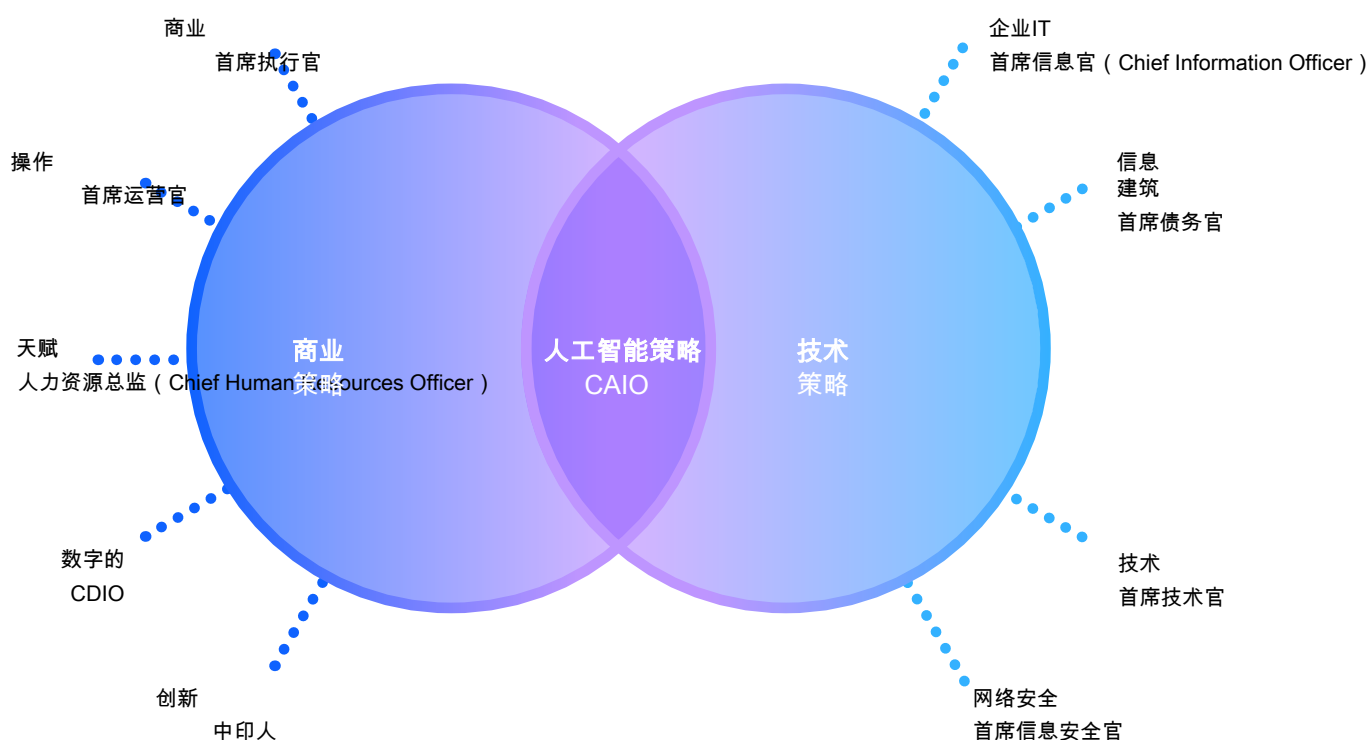 商业
首席执行官
操作
首席运营官
天赋
人力资源总监（Chief Human Resources Officer）
数字的
CDIO
创新
中印人
商业
策略
人工智能策略
CAIO
技术
策略
企业IT
首席信息官（Chief Information Officer）
信息
建筑
首席债务官
技术
首席技术官
网络安全
首席信息安全官